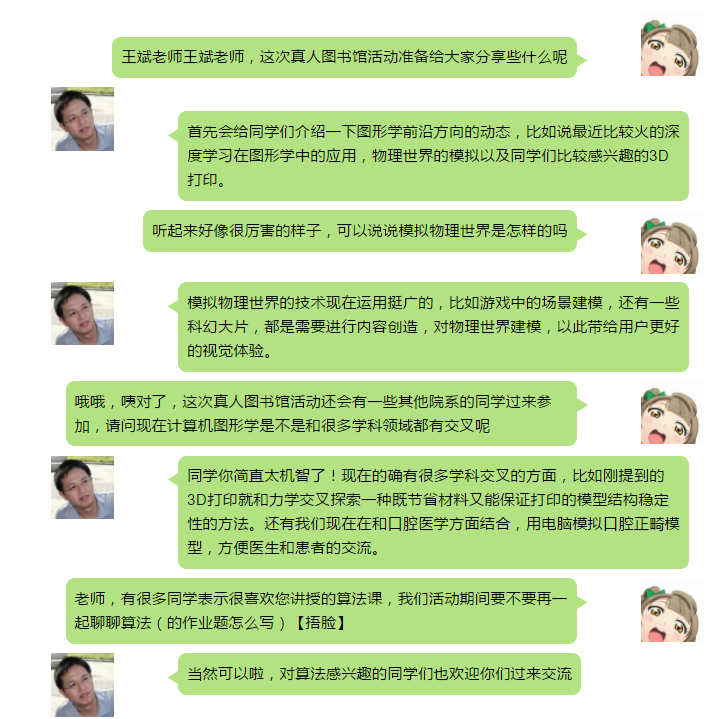 王斌老师王斌老师，这次真人图书馆活动准备给大家分享些什么呢
首先会给同学们介绍一下图形学前沿方向的动态，比如说最近比较火的深
度学习在图形学中的应用，物理世界的模拟以及同学们比较感兴趣的3D
打印。
听起来好像很厉害的样子，可以说说模拟物理世界是怎样的吗
模拟物理世界的技术现在运用挺广的，比如游戏中的场景建模，还有一些
科幻大片，都是需要进行内容创造，对物理世界建模，以此带给用户更好
的视觉体验。
哦哦，咦对了，这次真人图书馆活动还会有一些其他院系的同学过来参
加，请问现在计算机图形学是不是和很多学科领域都有交叉呢
同学你简直太机智了！现在的确有很多学科交叉的方面，比如刚提到的
3D打印就和力学交叉探索一种既节省材料又能保证打印的模型结构稳定
性的方法。还有我们现在在和口腔医学方面结合，用电脑模拟口腔正畸模
型，方便医生和患者的交流。
老师，有很多同学表示很喜欢您讲授的算法课，我们活动期间要不要再一
起聊聊算法（的作业题怎么写）【捂脸】
当然可以啦，对算法感兴趣的同学们也欢迎你们过来交流